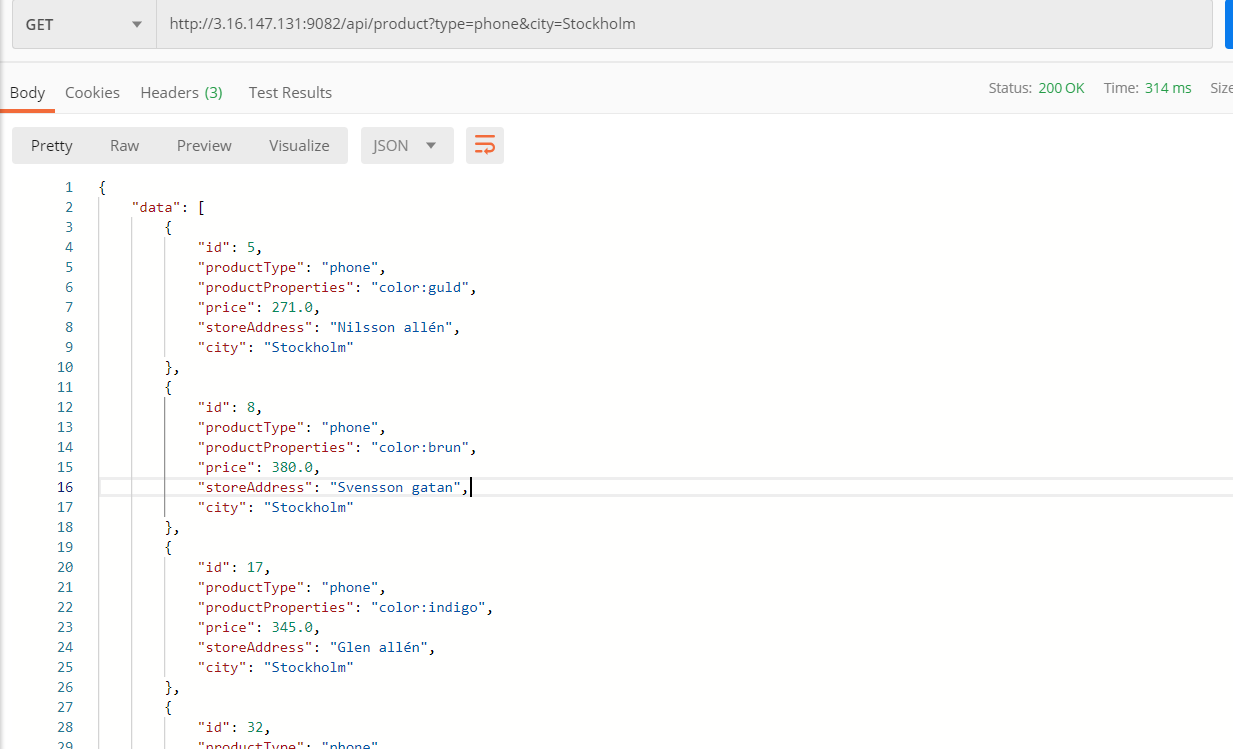 GET http://3.16.147.131:9082/api/product?type=phone&city=Stockholm
Body Cookies Headers (3) Test Results Status: 200 OK Time: 314 ms Size
Pretty Raw Preview Visualize JSON
1 {
2 "data": [
3 {
4 "id": 5,
5 "productType": "phone",
6 "productProperties": "color:guld",
7 "price": 271.0,
8 "storeAddress": "Nilsson allén",
9 "city": "Stockholm"
10 },
11 {
12 "id": 8,
13 "productType": "phone",
14 "productProperties": "color:brun",
15 "price": 380.0,
16 "storeAddress": "Svensson gatan",
17 "city": "Stockholm"
18 },
19 {
20 "id": 17,
21 "productType": "phone",
22 "productProperties": "color:indigo",
23 "price": 345.0,
24 "storeAddress": "Glen allén",
25 "city": "Stockholm"
26 },
27 {
28 "id": 32,
29 "productType": "phone"